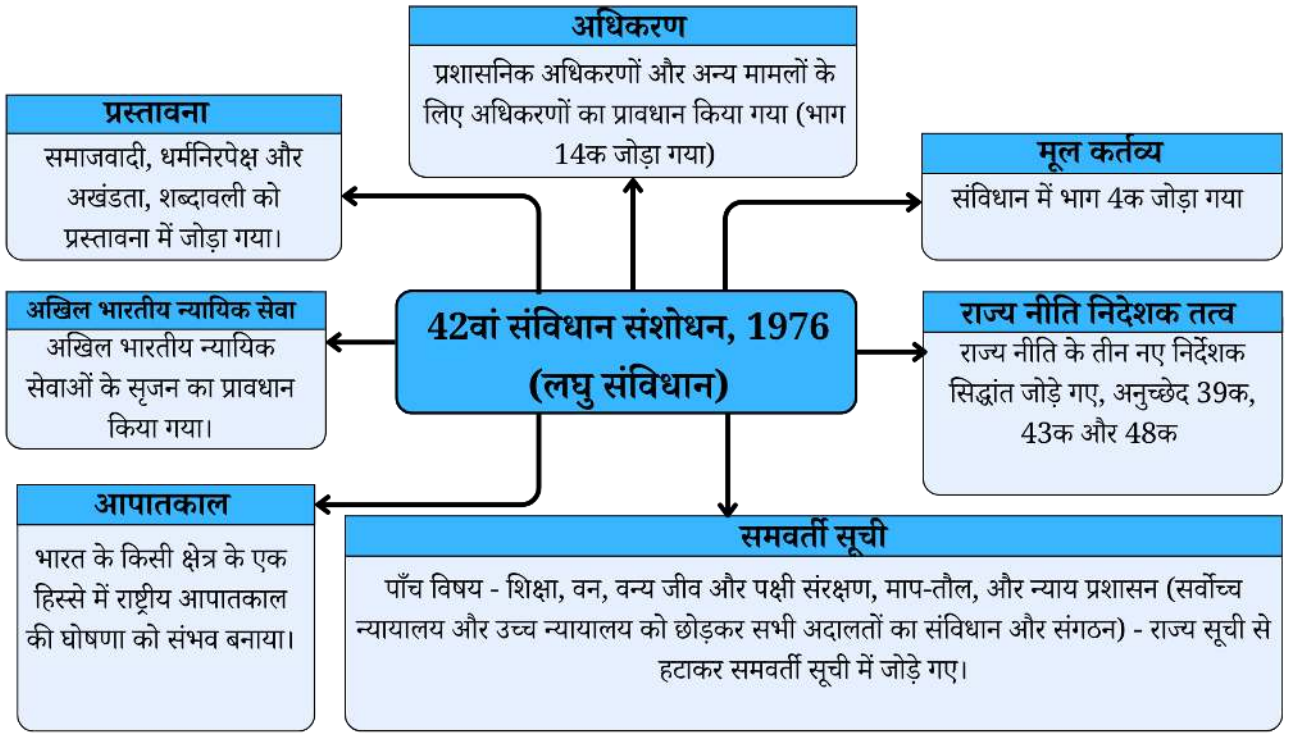 अधिकरण
प्रशासनिक अधिकरणों और अन्य मामलों के
लिए अधिकरणों का प्रावधान किया गया (भाग
14क जोड़ा गया)
प्रस्तावना
समाजवादी, धर्मनिरपेक्ष और
अखंडता, शब्दावली को
प्रस्तावना में जोड़ा गया।
मूल कर्तव्य
संविधान में भाग 4क जोड़ा गया
अखिल भारतीय न्यायिक सेवा
अखिल भारतीय न्यायिक
सेवाओं के सृजन का प्रावधान
किया गया।
42वां संविधान संशोधन, 1976
(लघु संविधान)
राज्य नीति निदेशक तत्व
राज्य नीति के तीन नए निर्देशक
सिद्धांत जोड़े गए, अनुच्छेद 39क,
43क और 48क
आपातकाल
भारत के किसी क्षेत्र के एक
हिस्से में राष्ट्रीय आपातकाल
की घोषणा को संभव बनाया।
समवर्ती सूची
पाँच विषय - शिक्षा, वन, वन्य जीव और पक्षी संरक्षण, माप-तौल, और न्याय प्रशासन (सर्वोच्च
न्यायालय और उच्च न्यायालय को छोड़कर सभी अदालतों का संविधान और संगठन) - राज्य सूची से
हटाकर समवर्ती सूची में जोड़े गए।